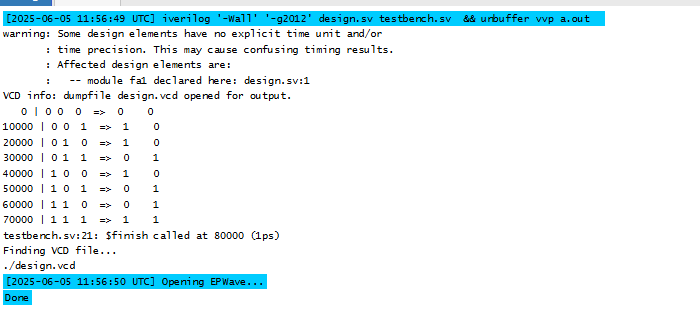 [2025-06-05 11:56:49 UTC] iverilog '-Wall' '-g2012' design.sv testbench.sv  && unbuffer vvp a.out
warning: Some design elements have no explicit time unit and/or
       : time precision. This may cause confusing timing results.
       : Affected design elements are:
       :   -- module fa1 declared here: design.sv:1
VCD info: dumpfile design.vcd opened for output.
   0 | 0 0  0  =>  0    0
10000 | 0 0  1  =>  1    0
20000 | 0 1  0  =>  1    0
30000 | 0 1  1  =>  0    1
40000 | 1 0  0  =>  1    0
50000 | 1 0  1  =>  0    1
60000 | 1 1  0  =>  0    1
70000 | 1 1  1  =>  1    1
testbench.sv:21: $finish called at 80000 (1ps)
Finding VCD file...
./design.vcd
[2025-06-05 11:56:50 UTC] Opening EPWave...
Done